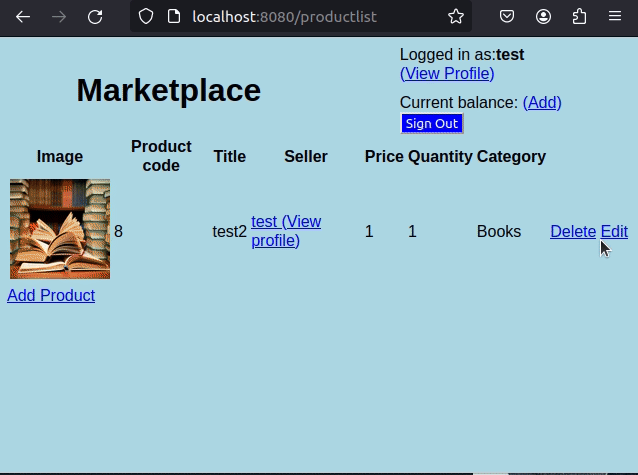 localhost:8080/productlist
Logged in as:test
(View Profile)
Marketplace
Current balance: (Add)
Sign Out
Image Product code Title Seller Price Quantity Category
8 test2 test (View profile) 1 1 Books Delete Edit
Add Product